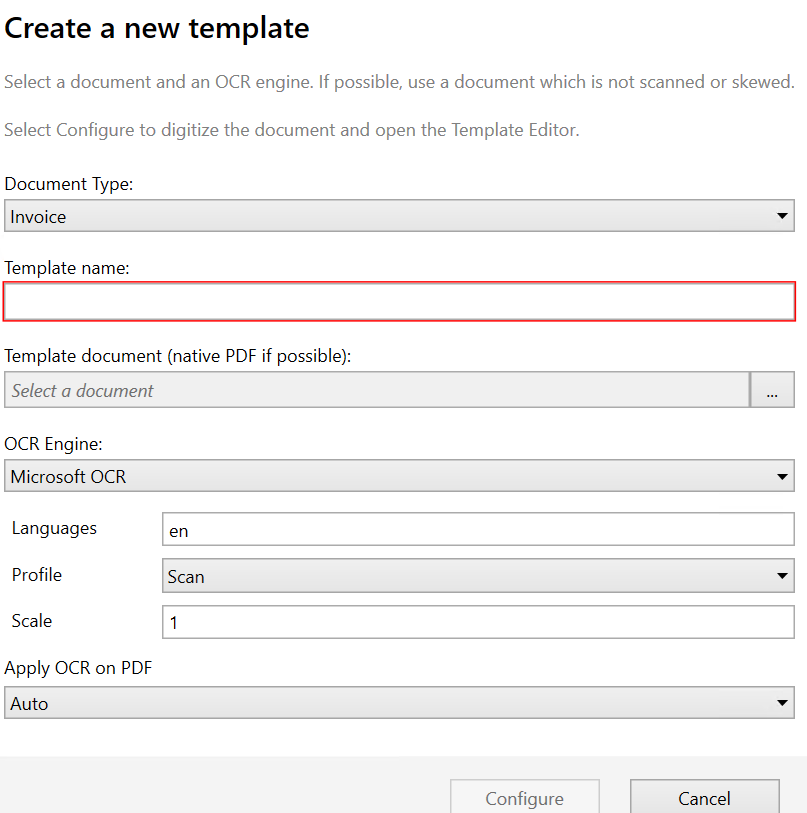 Create a new template
Select a document and an OCR engine. If possible, use a document which is not scanned or skewed.
Select Configure to digitize the document and open the Template Editor.
Document Type:
Invoice
Template name:
Template document (native PDF if possible):
Select a document
...
OCR Engine:
Microsoft OCR
Languages
en
Profile
Scan
Scale
1
Apply OCR on PDF
Auto
Configure
Cancel